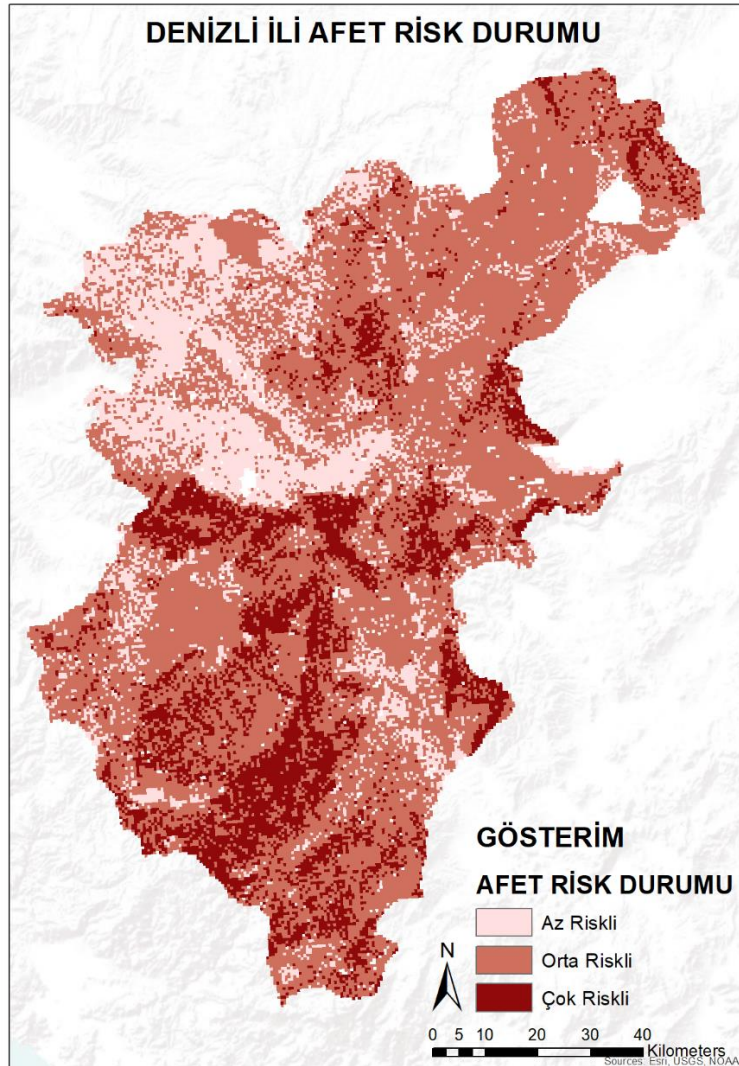 DENİZLİ İLİ AFET RİSK DURUMU
GÖSTERİM
AFET RİSK DURUMU
Az Riskli
Orta Riskli
Çok Riskli
N
0 5 10 20 30 40
Kilometers
Sources: Esri, USGS, NOAA